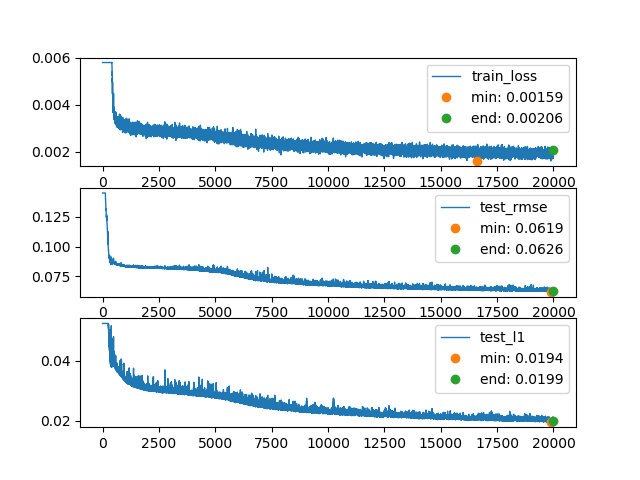 0.006
0.004
0.002
train_loss
min: 0.00159
end: 0.00206
0 2500 5000 7500 10000 12500 15000 17500 20000
0.125
0.100
0.075
test_rmse
min: 0.0619
end: 0.0626
0 2500 5000 7500 10000 12500 15000 17500 20000
0.04
0.02
test_l1
min: 0.0194
end: 0.0199
0 2500 5000 7500 10000 12500 15000 17500 20000